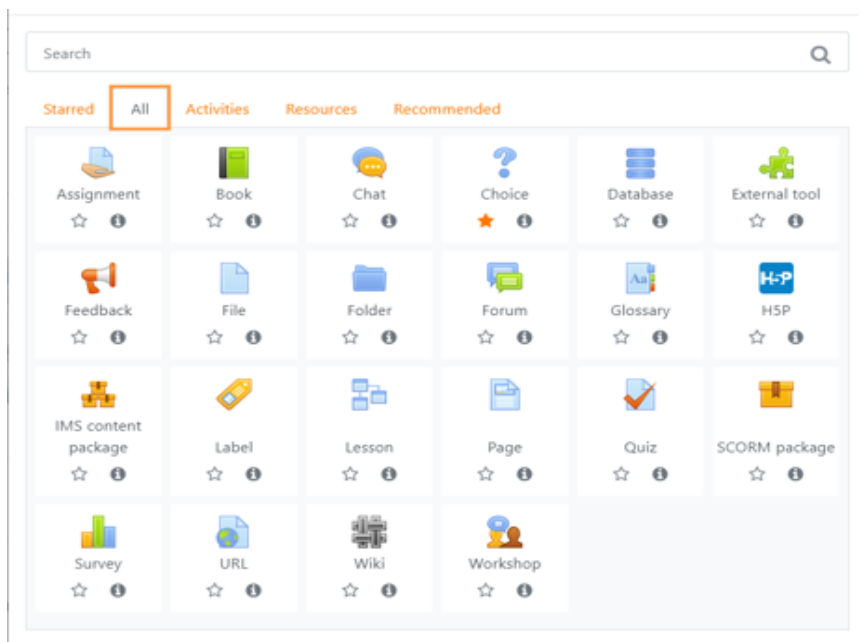 Search
Starred All Activities Resources Recommended
Assignment Book Chat Choice Database External tool
Aa H-P
Feedback File Folder Forum Glossary H5P
IMS content
package Label Lesson Page Quiz SCORM package
Survey URL Wiki Workshop